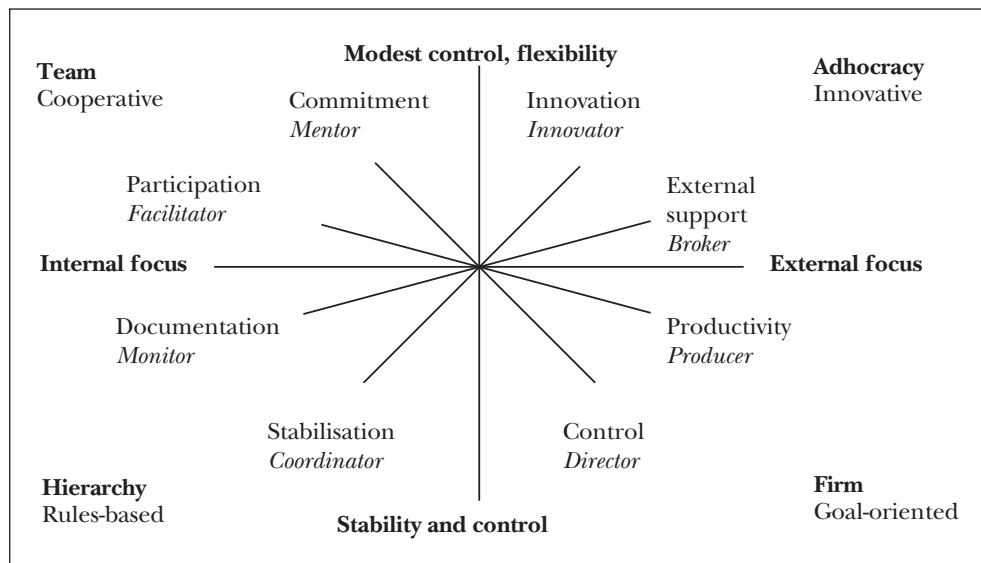 Modest control, flexibility
Team
Cooperative
Adhocracy
Innovative
Commitment
Mentor
Innovation
Innovator
Participation
Facilitator
External
support
Broker
Internal focus
External focus
Documentation
Monitor
Productivity
Producer
Stabilisation
Coordinator
Control
Director
Hierarchy
Rules-based
Firm
Goal-oriented
Stability and control